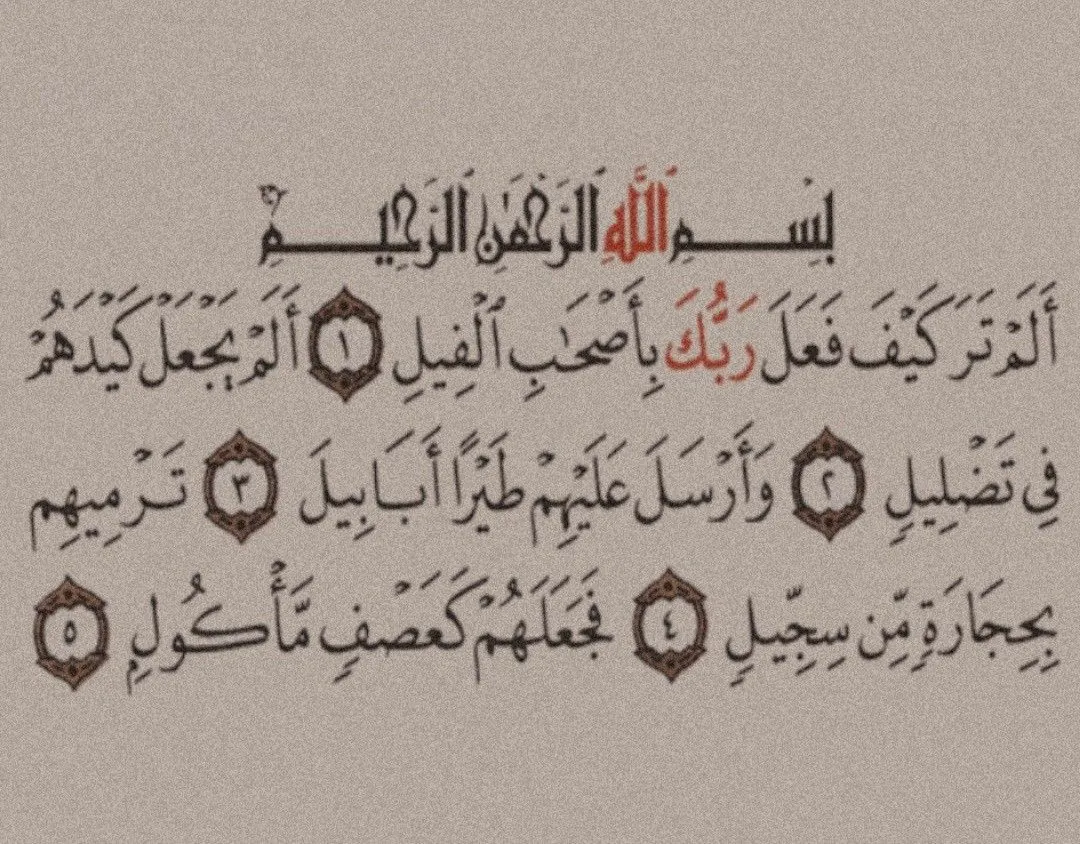 بِسْمِ ٱللَّهِ ٱلرَّحْمَٰنِ ٱلرَّحِيمِ
أَلَمْ تَرَ كَيْفَ فَعَلَ رَبُّكَ بِأَصْحَٰبِ ٱلْفِيلِ ١ أَلَمْ يَجْعَلْ كَيْدَهُمْ
فِي تَضْلِيلٍ ٢ وَأَرْسَلَ عَلَيْهِمْ طَيْرًا أَبَابِيلَ ٣ تَرْمِيهِم
بِحِجَارَةٍ مِّن سِجِّيلٍ ٤ فَجَعَلَهُمْ كَعَصْفٍ مَّأْكُولٍ ٥